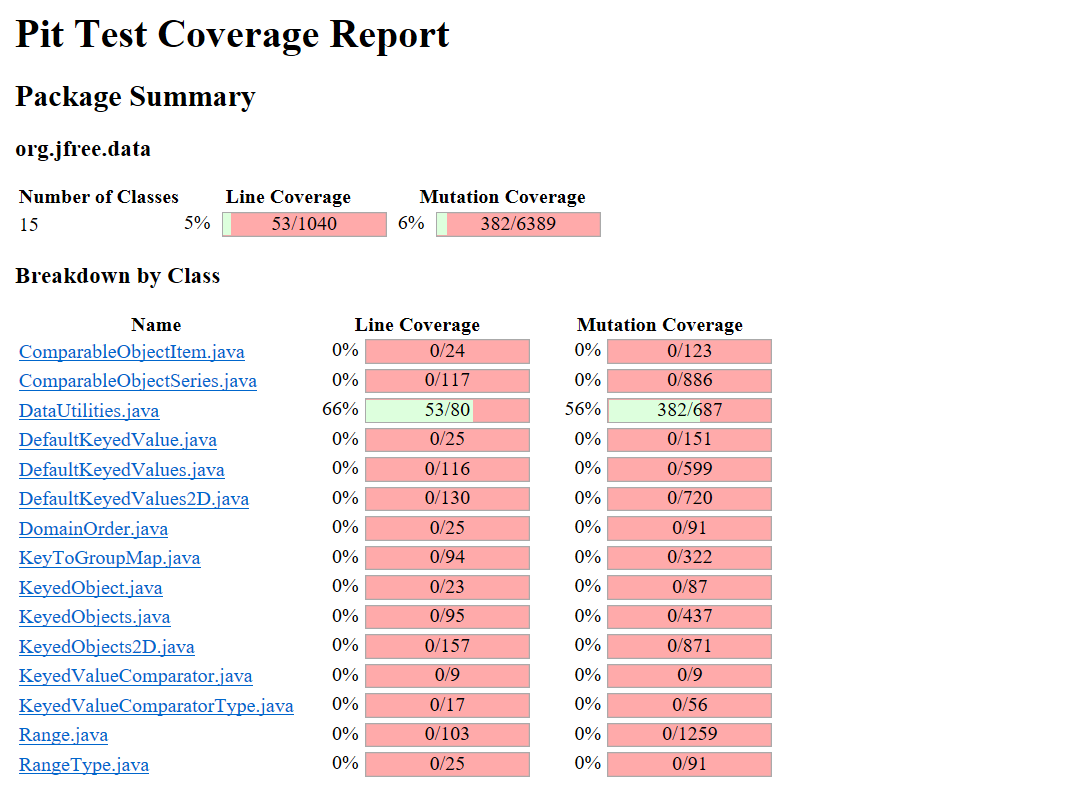 Pit Test Coverage Report
Package Summary
org.jfree.data
Number of Classes Line Coverage Mutation Coverage
15 5% 53/1040 6% 382/6389
Breakdown by Class
Name Line Coverage Mutation Coverage
ComparableObjectItem.java 0% 0/24 0% 0/123
ComparableObjectSeries.java 0% 0/117 0% 0/886
DataUtilities.java 66% 53/80 56% 382/687
DefaultKeyedValue.java 0% 0/25 0% 0/151
DefaultKeyedValues.java 0% 0/116 0% 0/599
DefaultKeyedValues2D.java 0% 0/130 0% 0/720
DomainOrder.java 0% 0/25 0% 0/91
KeyToGroupMap.java 0% 0/94 0% 0/322
KeyedObject.java 0% 0/23 0% 0/87
KeyedObjects.java 0% 0/95 0% 0/437
KeyedObjects2D.java 0% 0/157 0% 0/871
KeyedValueComparator.java 0% 0/9 0% 0/9
KeyedValueComparatorType.java 0% 0/17 0% 0/56
Range.java 0% 0/103 0% 0/1259
RangeType.java 0% 0/25 0% 0/91